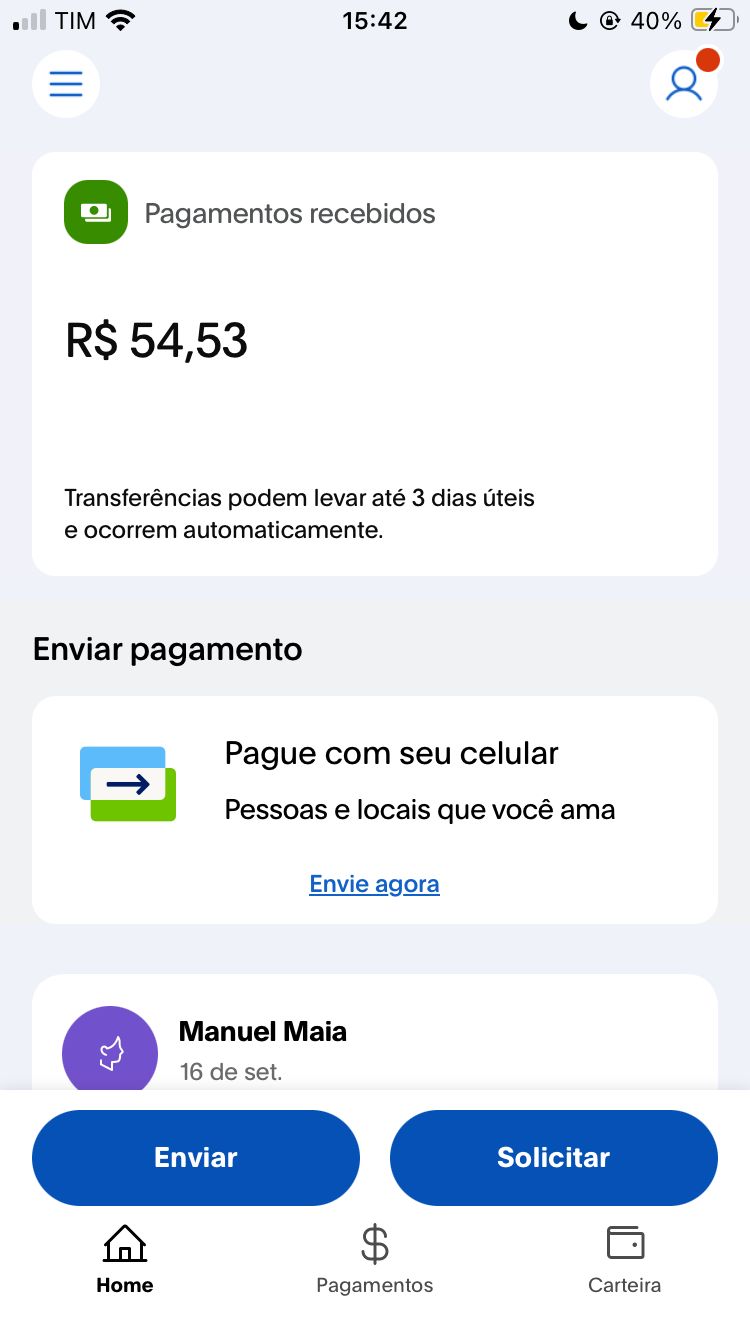 TIM 15:42 40%
Pagamentos recebidos
R$ 54,53
Transferências podem levar até 3 dias úteis
e ocorrem automaticamente.
Enviar pagamento
Pague com seu celular
Pessoas e locais que você ama
Envie agora
Manuel Maia
16 de set.
Enviar Solicitar
Home Pagamentos Carteira